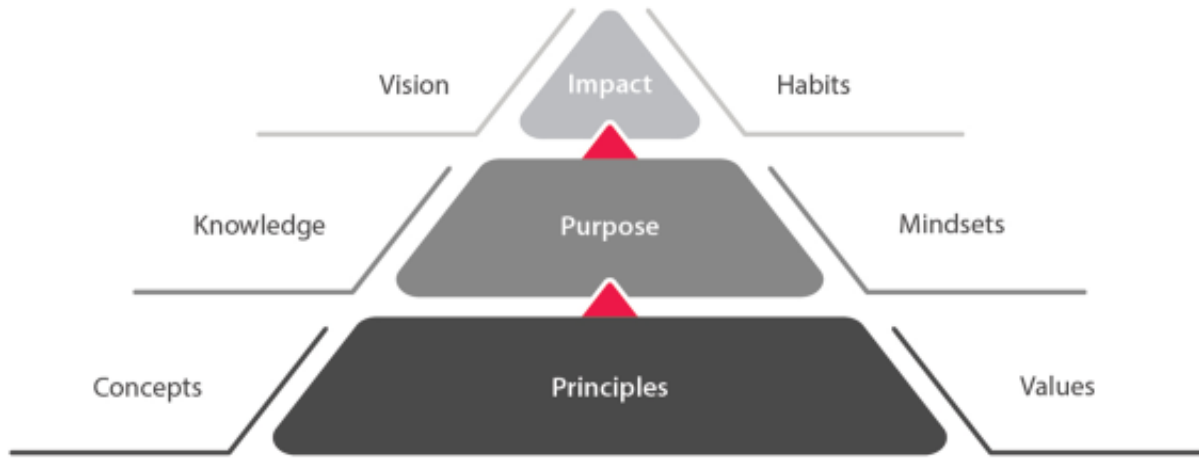 Vision Impact Habits
Knowledge Purpose Mindsets
Concepts Principles Values